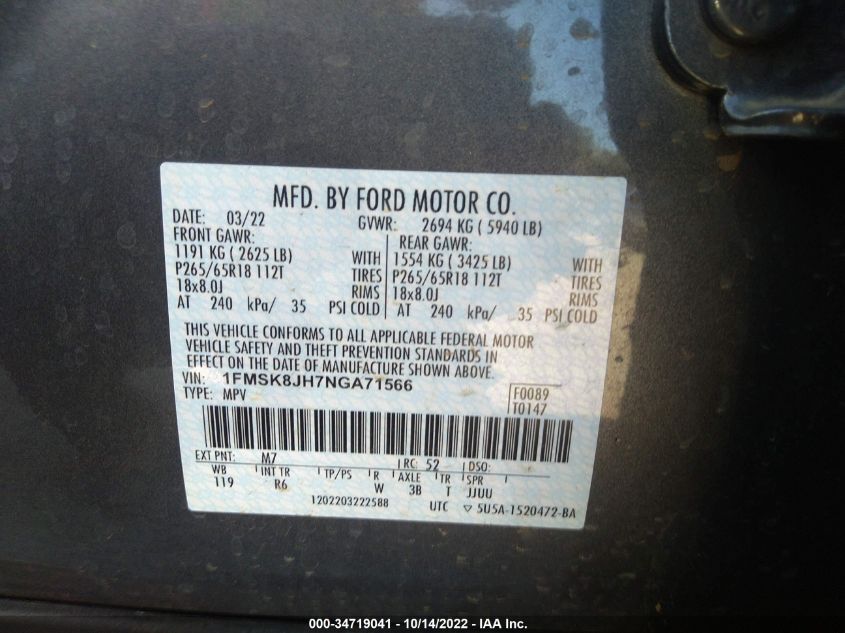 MFD. BY FORD MOTOR CO.
DATE: 03/22 GVWR: 2694 KG ( 5940 LB)
FRONT GAWR: REAR GAWR:
1191 KG ( 2625 LB) WITH 1554 KG ( 3425 LB) WITH
P265/65R18 112T TIRES P265/65R18 112T TIRES
18x8.0J RIMS 18x8.0J RIMS
AT 240 kPa/ 35 PSI COLD AT 240 kPa/ 35 PSI COLD
THIS VEHICLE CONFORMS TO ALL APPLICABLE FEDERAL MOTOR
VEHICLE SAFETY AND THEFT PREVENTION STANDARDS IN
EFFECT ON THE DATE OF MANUFACTURE SHOWN ABOVE.
VIN: 1FMSK8JH7NGA71566 F0089
TYPE: MPV T0147
EXT PNT: M7 RC: 52 DSO:
WB INT TR TP/PS R AXLE TR SPR
119 R6 W 3B T JJUU
1202203222588 UTC ▽ 5U5A-1520472-BA
000-34719041 - 10/14/2022 - IAA Inc.